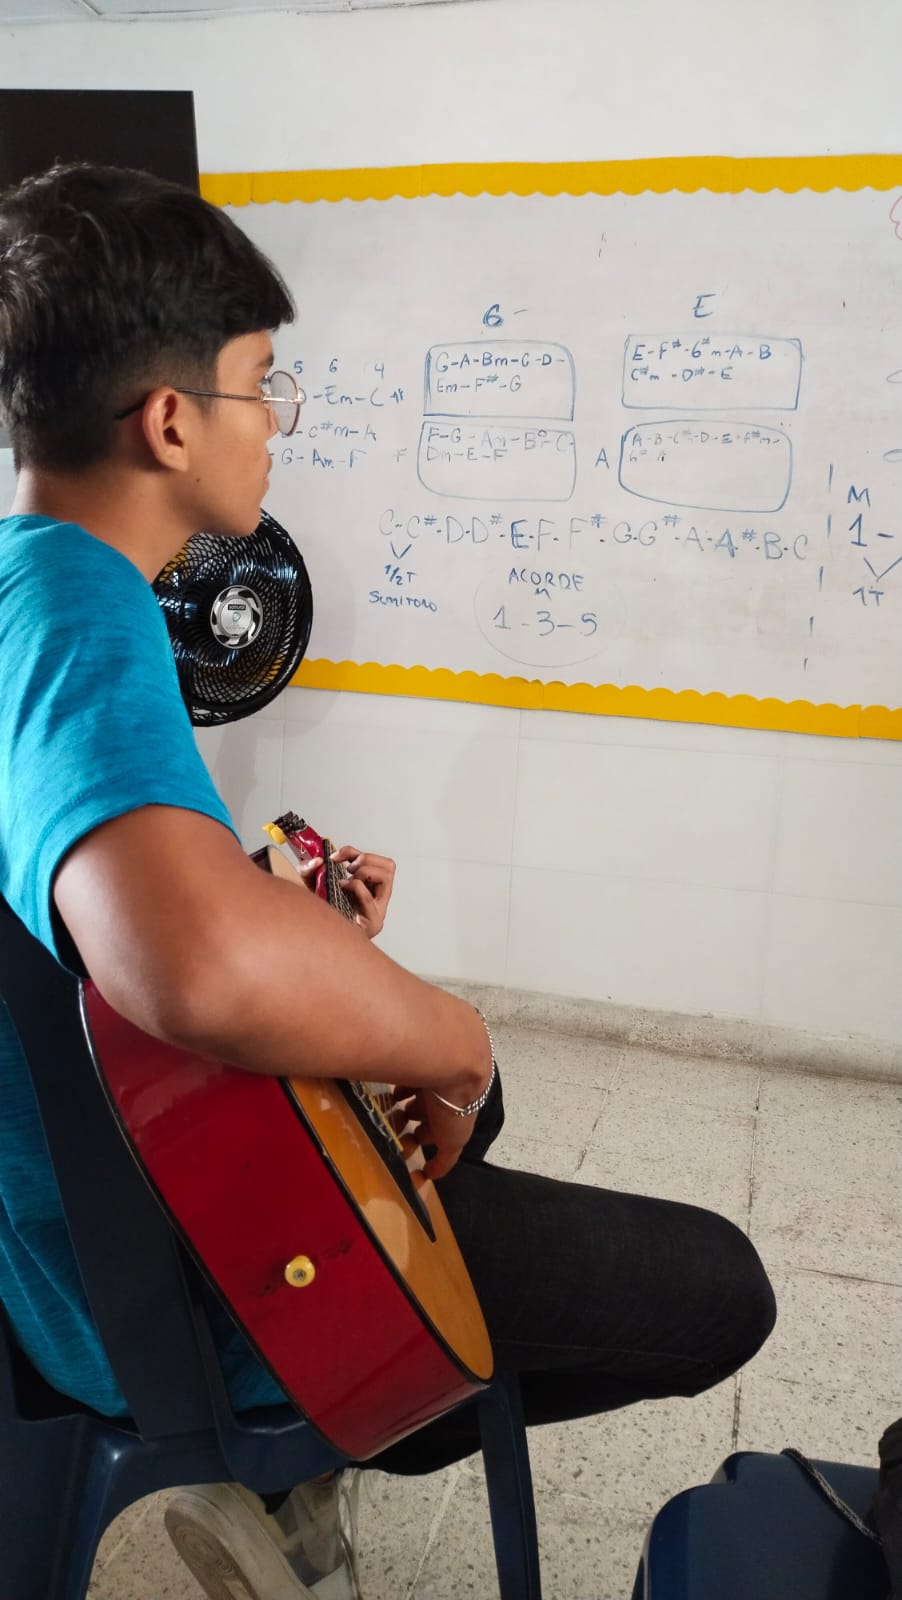 5 6 4
-Em-C
-C#m-A
G-Am-F
G-
G-A-Bm-C-D-
Em-F#-G
F
F-G-Am-B°-C-
Dm-E-F
E
E-F#-G#m-A-B
C#m-D#-E
A
A-B-C#-D-E-F#m-
C-C#-D-D#-E-F-F#-G-G#-A-A#-B-C
1/2T
Semitono
ACORDE
M
1-3-5
M
1-
1T